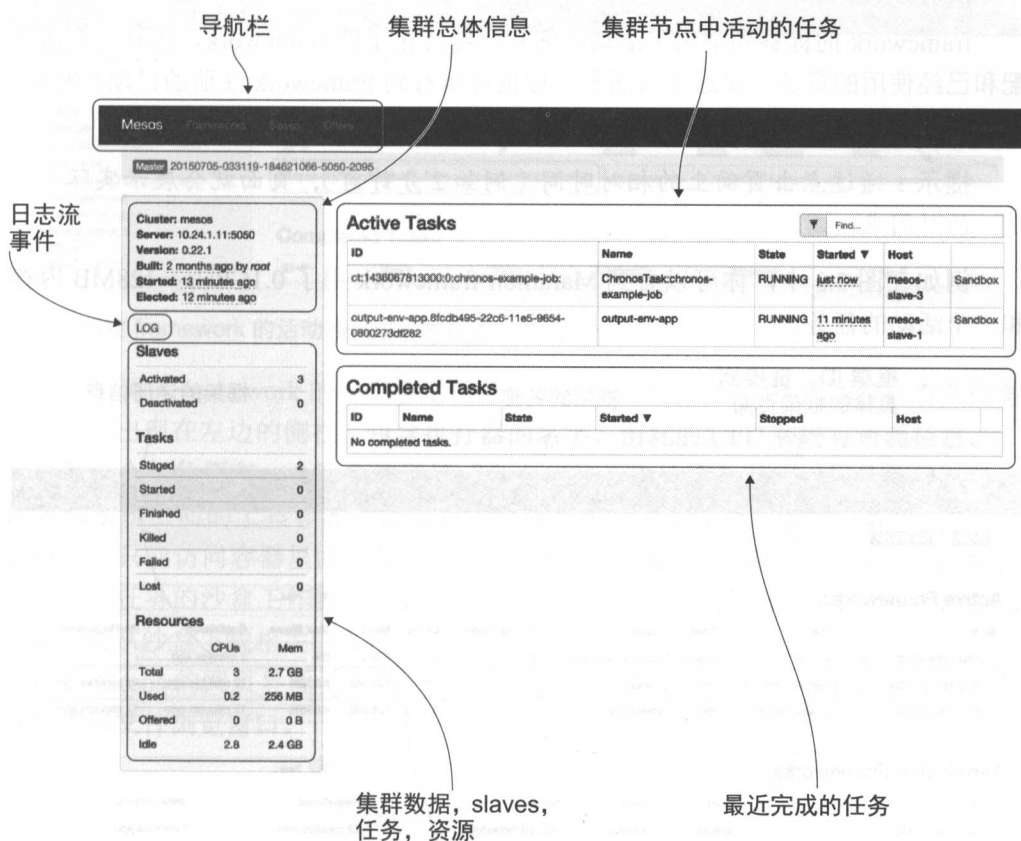 导航栏
集群总体信息
集群节点中活动的任务
Mesos Frameworks Slaves Offers
Master 20150705-033119-184621066-5050-2095
日志流
事件
Cluster: mesos
Server: 10.24.1.11:5050
Version: 0.22.1
Built: 2 months ago by root
Started: 13 minutes ago
Elected: 12 minutes ago
LOG
Slaves
Activated 3
Deactivated 0
Tasks
Staged 2
Started 0
Finished 0
Killed 0
Failed 0
Lost 0
Resources
CPUs Mem
Total 3 2.7 GB
Used 0.2 256 MB
Offered 0 0 B
Idle 2.8 2.4 GB
Active Tasks
▼ Find...
ID Name State Started ▼ Host
ct:1436067813000:0:chronos-example-job: ChronosTask:chronos-example-job RUNNING just now mesos-slave-3 Sandbox
output-env-app.8fcdb495-22c6-11e5-9654-0800273df282 output-env-app RUNNING 11 minutes ago mesos-slave-1 Sandbox
Completed Tasks
ID Name State Started ▼ Stopped Host
No completed tasks.
集群数据，slaves，
任务，资源
最近完成的任务